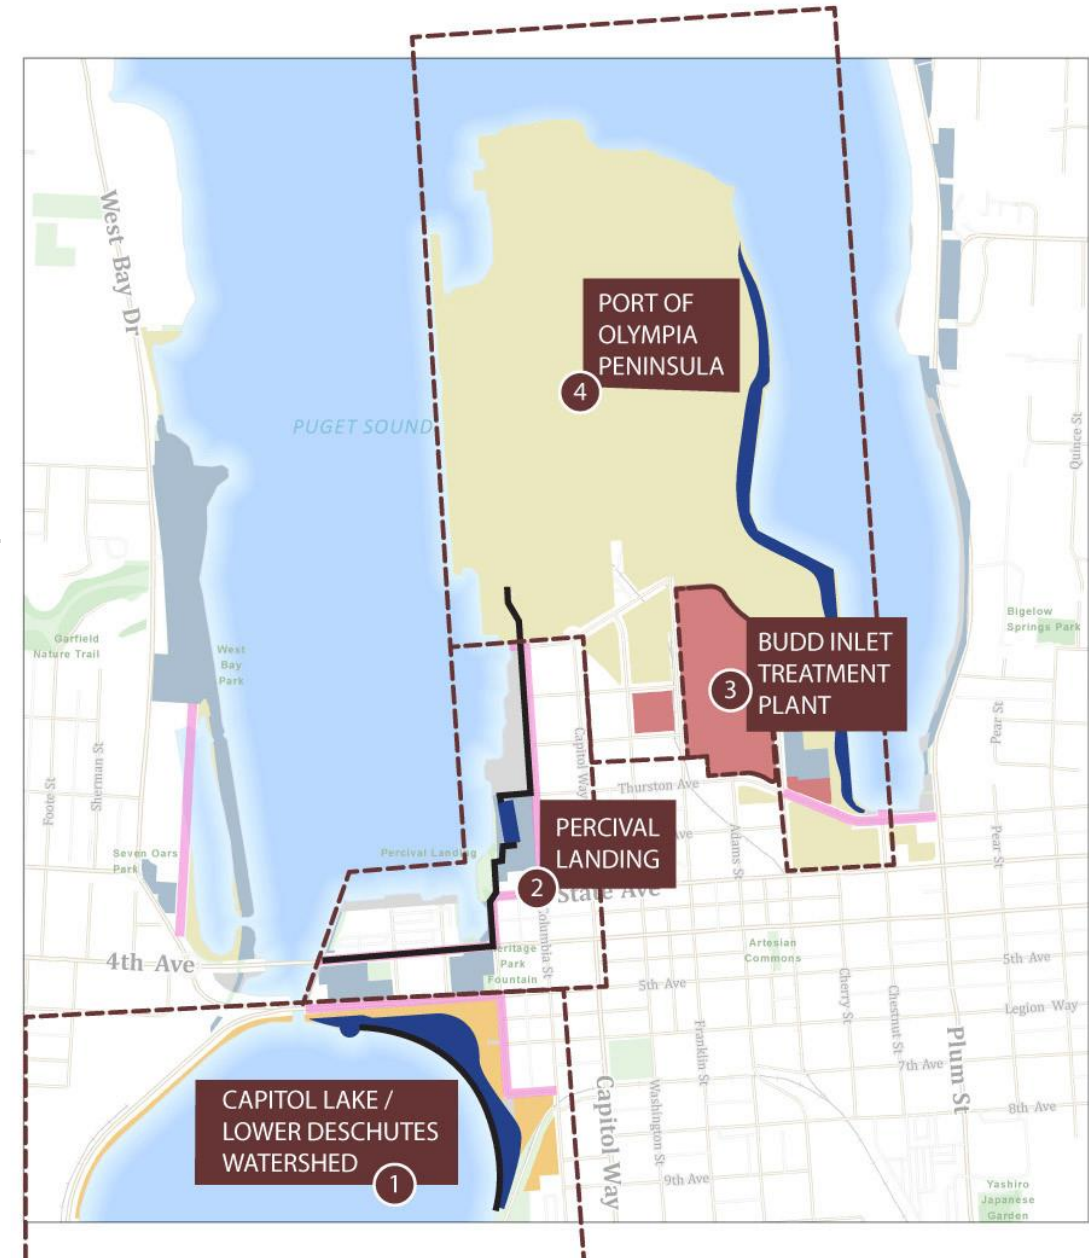 West Bay Dr
PORT OF
OLYMPIA
PENINSULA
4
PUGET SOUND
Quince St
Garfield
Nature Trail
West
Bay
Park
Bigelow
Springs Park
BUDD INLET
TREATMENT
PLANT
3
Foote St
Sherman St
Capitol Way
Pear St
Thurston Ave
PERCIVAL
LANDING
2
Ave
Adams St
Pear St
Seven Oars
Park
Percival Landing
State Ave
Columbia St
4th Ave
eritage
Park
Fountain
Artesian
Commons
5th Ave
5th Ave
Cherry St
Chestnut St
Legion Way
Franklin St
Plum St
7th Ave
CAPITOL LAKE /
LOWER DESCHUTES
WATERSHED
1
Capitol Way
Washington St
8th Ave
9th Ave
Yashiro
Japanese
Garden